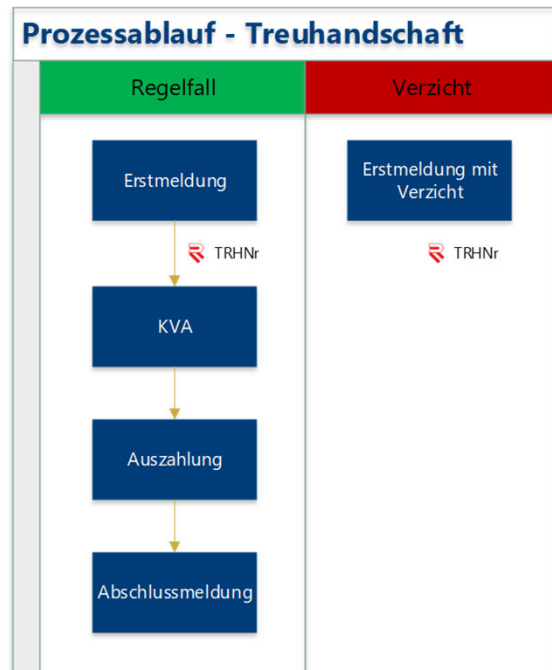 Prozessablauf - Treuhandschaft
Regelfall
Verzicht
Erstmeldung
TRHNr
KVA
Auszahlung
Abschlussmeldung
Erstmeldung mit
Verzicht
TRHNr